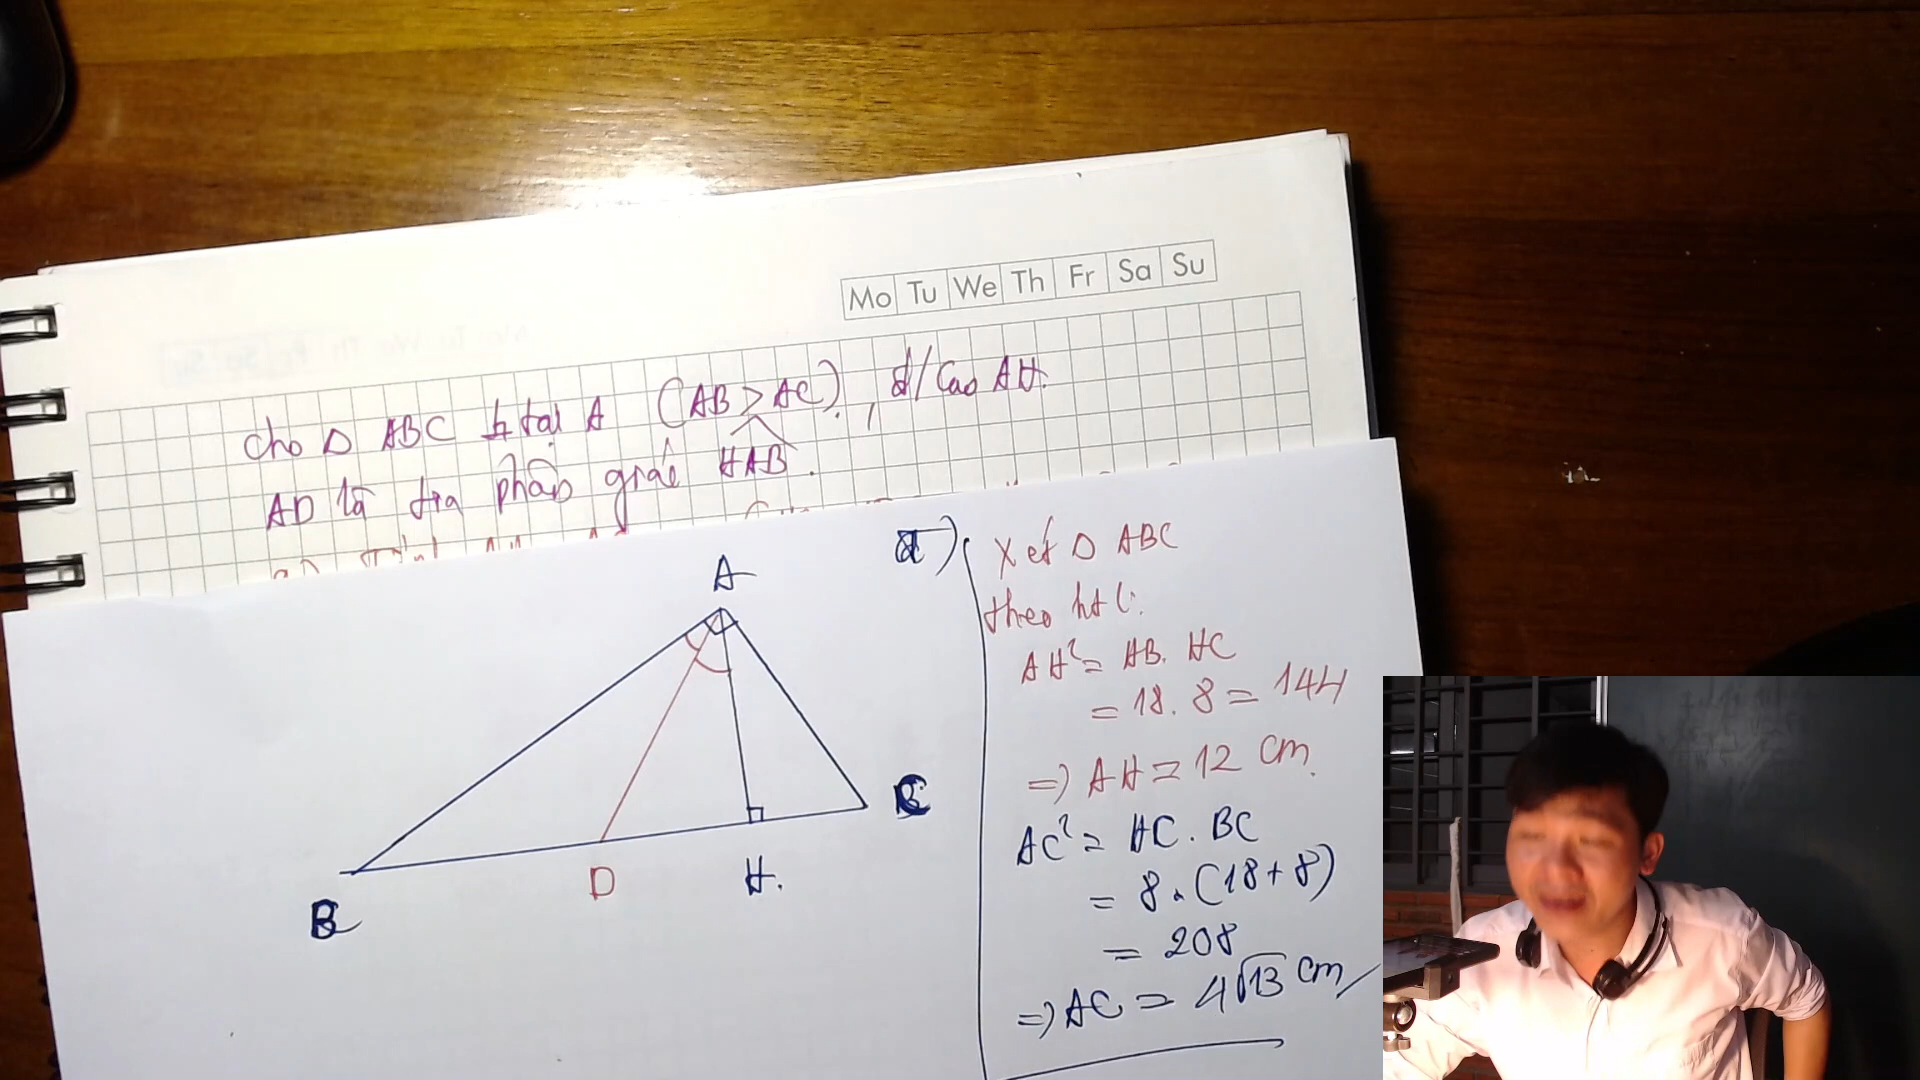 Mo Tu We Th Fr Sa Su
Cho Δ ABC ⊥ tại A (AB > AC), đ/Cao AH.
AD là tia phân giác HAB.
A
B
D
H.
C
a)
Xét Δ ABC
theo htl:
AH² = HB. HC
= 18. 8 = 144
=> AH = 12 cm.
AC² = HC. BC
= 8. (18 + 8)
= 208
=> AC = 4√13 cm